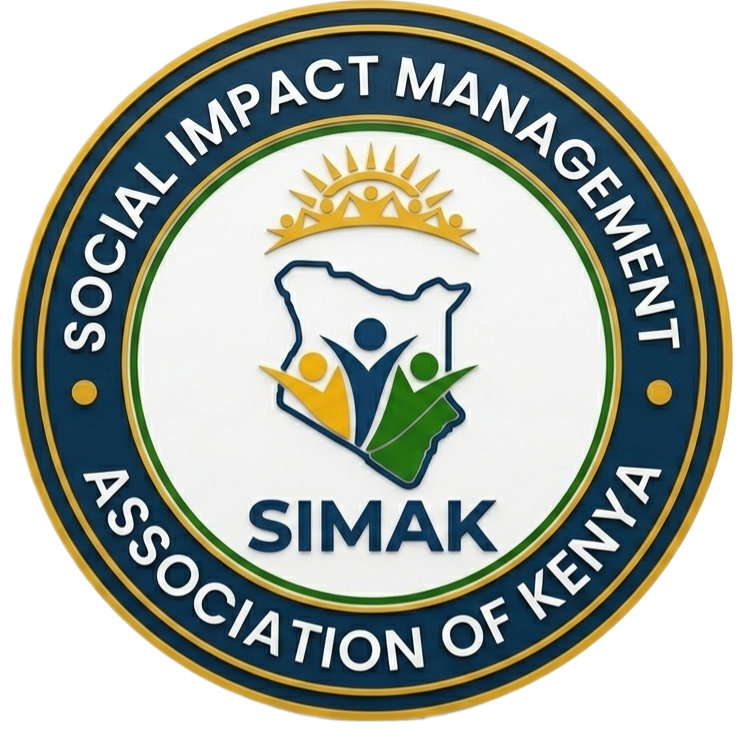 SOCIAL IMPACT MANAGEMENT
SIMAK
ASSOCIATION OF KENYA